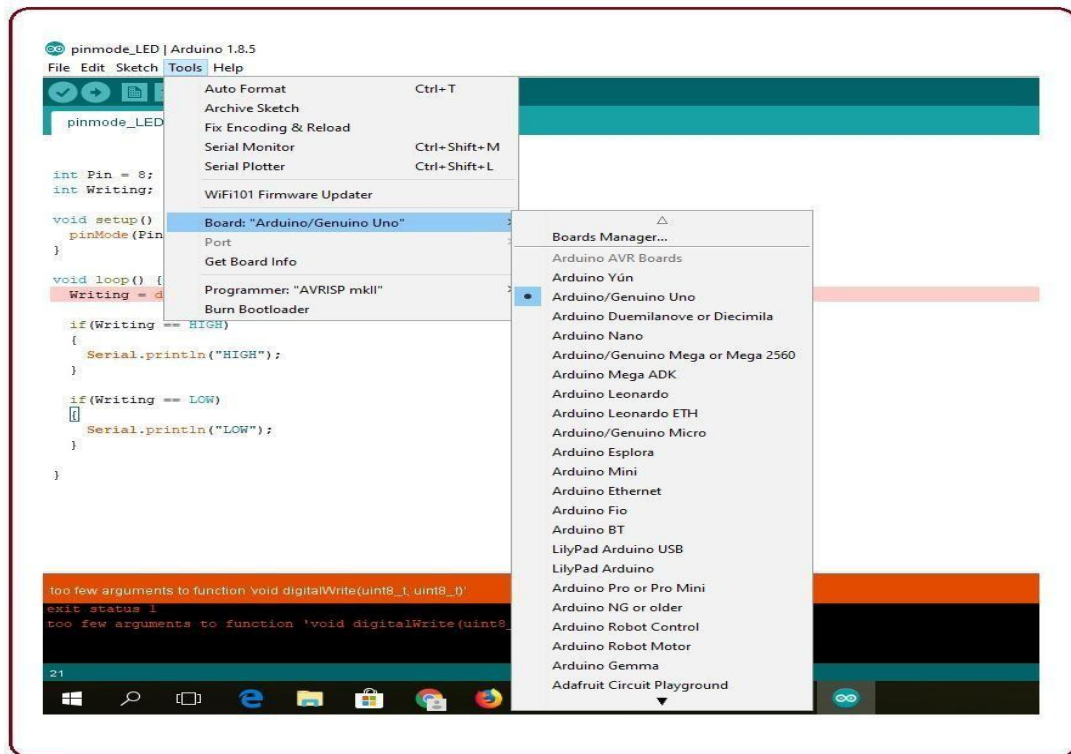 pinmode_LED | Arduino 1.8.5
File Edit Sketch Tools Help
pinmode_LED
int Pin = 8;
int Writing;
void setup()
pinMode(Pin
}
void loop() {
Writing = d
if(Writing == HIGH)
{
Serial.println("HIGH");
}
if(Writing == LOW)
{
Serial.println("LOW");
}
}
Auto Format Ctrl+T
Archive Sketch
Fix Encoding & Reload
Serial Monitor Ctrl+Shift+M
Serial Plotter Ctrl+Shift+L
WiFi101 Firmware Updater
Board: "Arduino/Genuino Uno"
Port
Get Board Info
Programmer: "AVRISP mkII"
Burn Bootloader
Boards Manager...
Arduino AVR Boards
Arduino Yún
Arduino/Genuino Uno
Arduino Duemilanove or Diecimila
Arduino Nano
Arduino/Genuino Mega or Mega 2560
Arduino Mega ADK
Arduino Leonardo
Arduino Leonardo ETH
Arduino/Genuino Micro
Arduino Esplora
Arduino Mini
Arduino Ethernet
Arduino Fio
Arduino BT
LilyPad Arduino USB
LilyPad Arduino
Arduino Pro or Pro Mini
Arduino NG or older
Arduino Robot Control
Arduino Robot Motor
Arduino Gemma
Adafruit Circuit Playground
too few arguments to function 'void digitalWrite(uint8_t, uint8_t)'
exit status 1
too few arguments to function 'void digitalWrite(uint8_
21